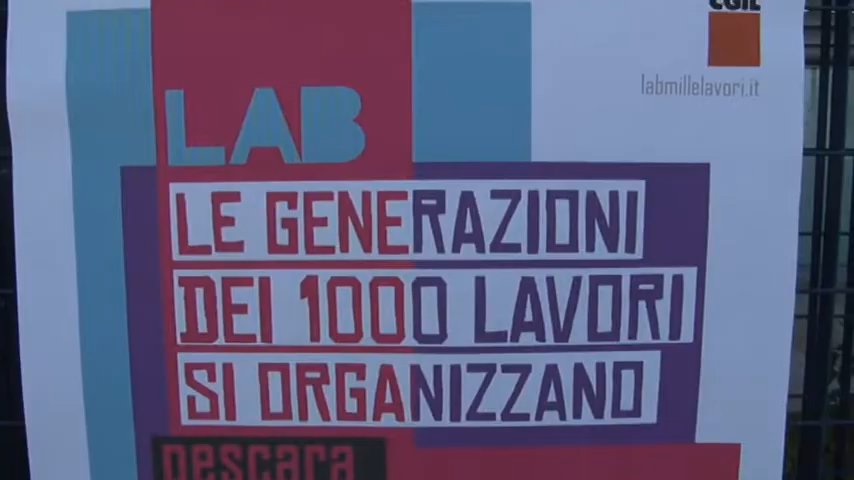 CGIL
labmillelavori.it
LAB
LE GENERAZIONI
DEI 1000 LAVORI
SI ORGANIZZANO
pescara